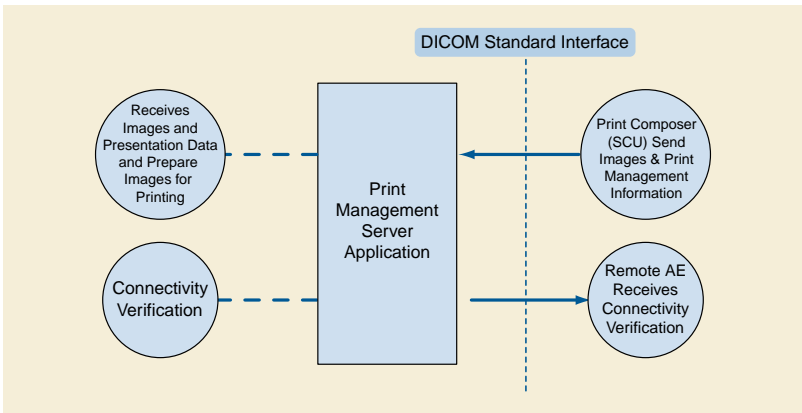 DICOM Standard Interface
Receives
Images and
Presentation Data
and Prepare
Images for
Printing
Print
Management
Server
Application
Print Composer
(SCU) Send
Images & Print
Management
Information
Connectivity
Verification
Remote AE
Receives
Connectivity
Verification